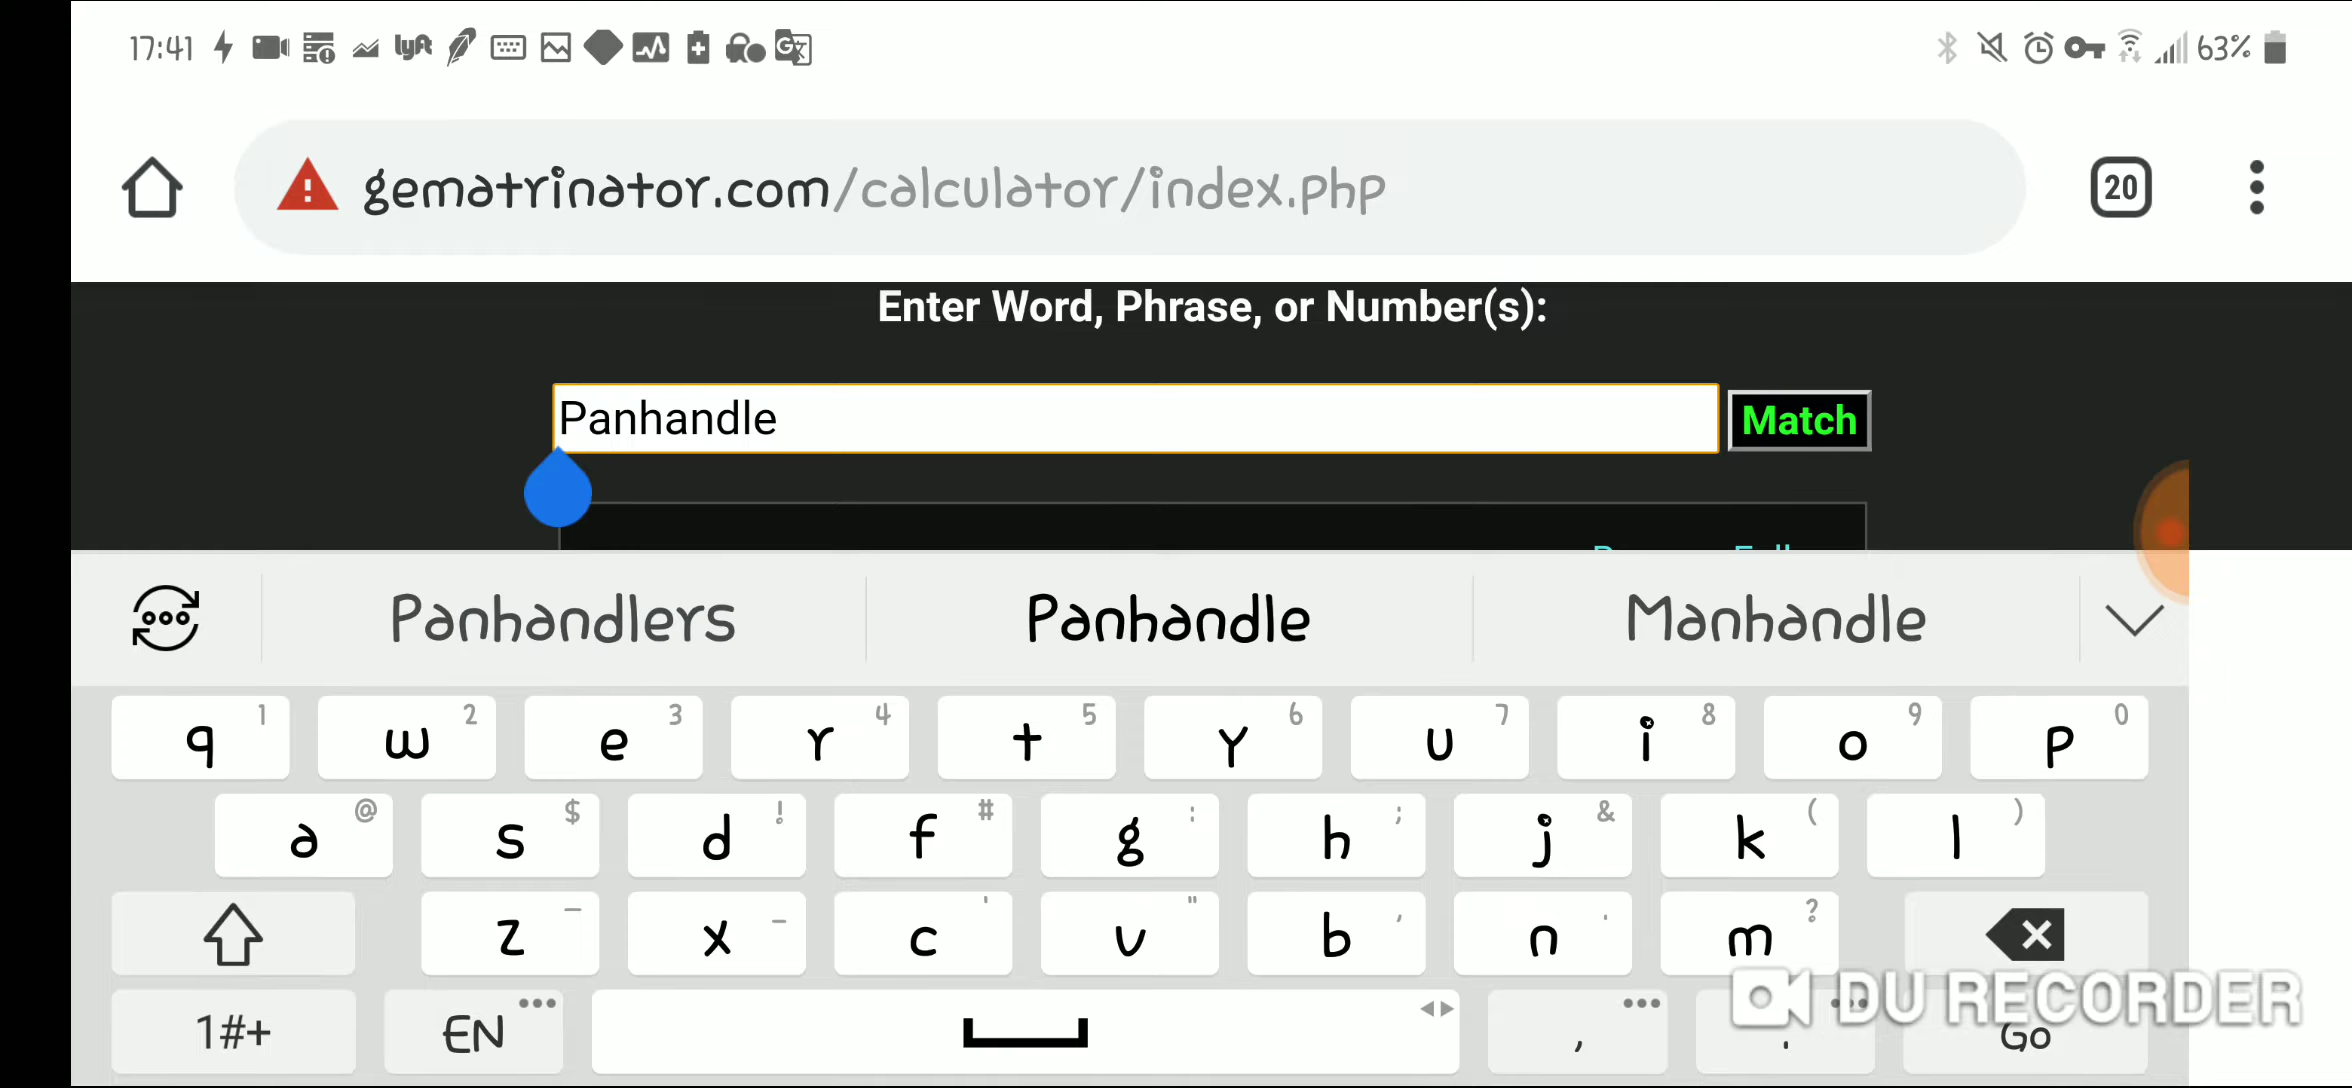 17:41 lyft 63%
gematrinator.com/calculator/index.php 20
Enter Word, Phrase, or Number(s):
Panhandle Match
Panhandlers Panhandle Manhandle
q 1 w 2 e 3 r 4 t 5 y 6 u 7 i 8 o 9 p 0
a @ s $ d ! f # g : h ; j & k ( l )
z – x - c ' v " b , n . m ?
DU RECORDER
1#+ EN , . Go